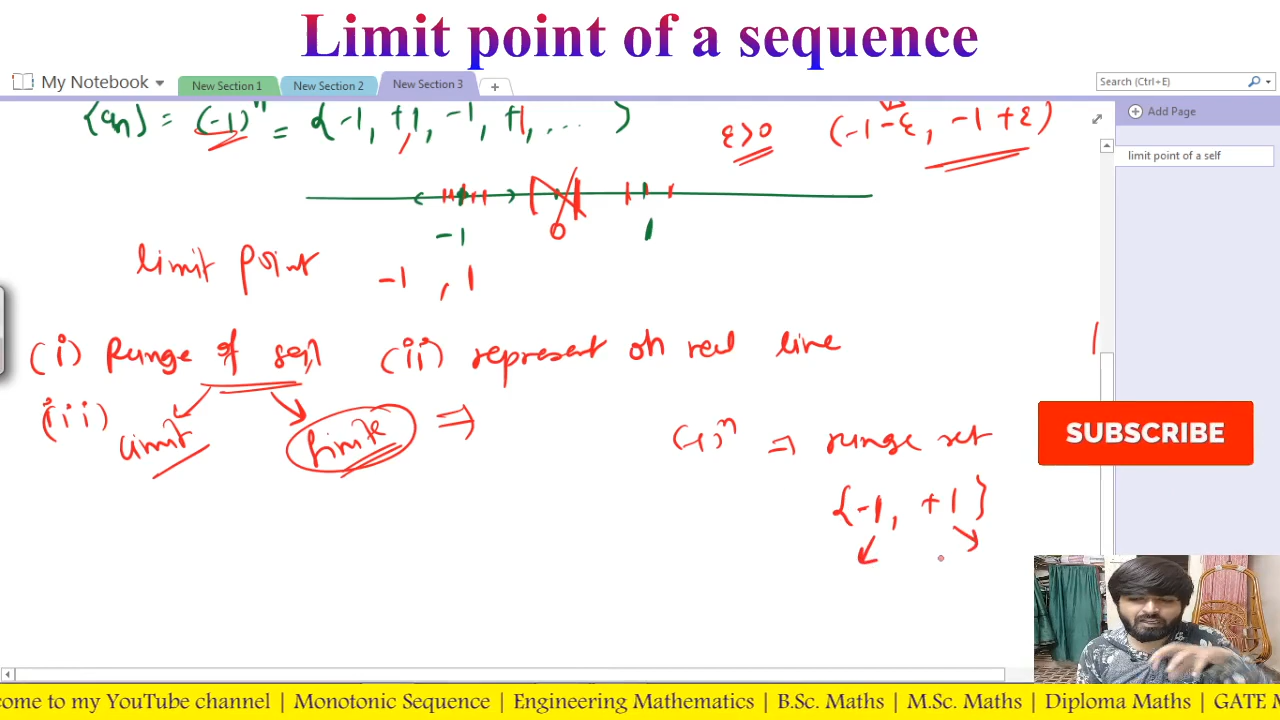 Limit point of a sequence
My Notebook New Section 1 New Section 2 New Section 3 + Search (Ctrl+E)
Add Page
limit point of a self
{an} = (-1)ⁿ = {-1, +1, -1, +1, ... } ε>0 (-1-ε, -1+ε)
-1 0 1
limit point -1, 1
(i) Range of seqn (ii) represent on real line
(iii) limit finite ⇒
(-1)ⁿ ⇒ range set
SUBSCRIBE
{-1, +1}
come to my YouTube channel | Monotonic Sequence | Engineering Mathematics | B.Sc. Maths | M.Sc. Maths | Diploma Maths | GATE M